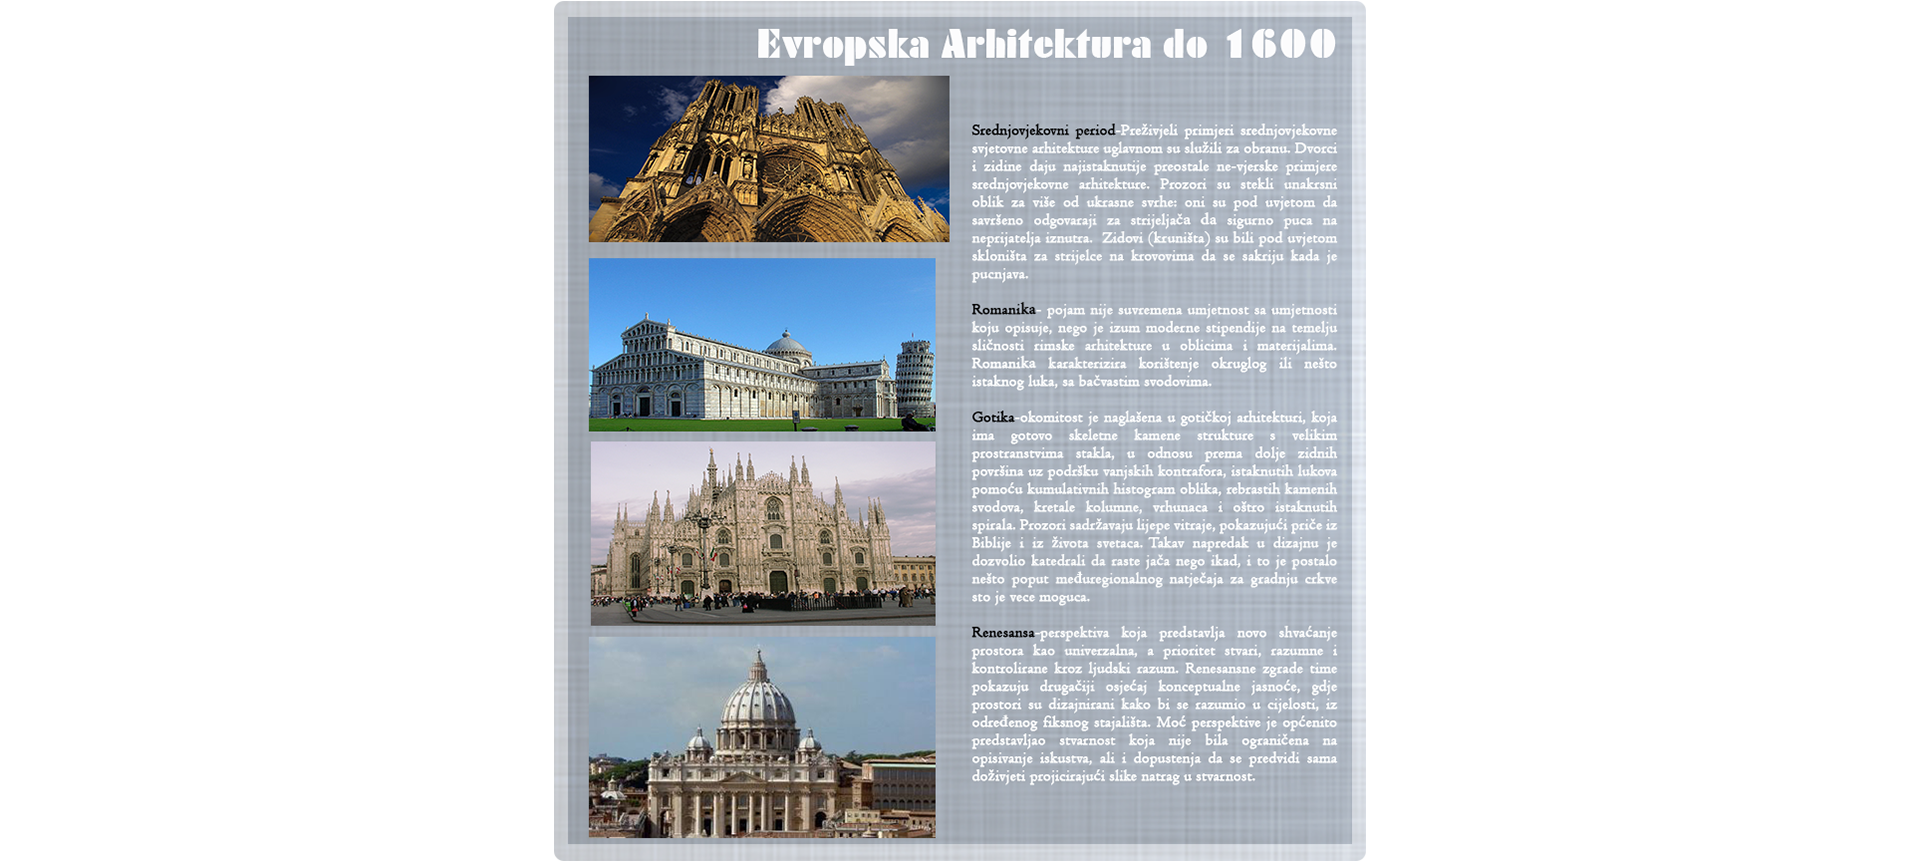 Evropska Arhitektura do 1600
Srednjovjekovni period-Preživjeli primjeri srednjovjekovne
svjetovne arhitekture uglavnom su služili za obranu. Dvorci
i zidine daju najistaknutije preostale ne-vjerske primjere
srednjovjekovne arhitekture. Prozori su stekli unakrsni
oblik za više od ukrasne svrhe: oni su pod uvjetom da
savršeno odgovaraji za strijeljača da sigurno puca na
neprijatelja iznutra. Zidovi (kruništa) su bili pod uvjetom
skloništa za strijelce na krovovima da se sakriju kada je
pucnjava.
Romanika- pojam nije suvremena umjetnost sa umjetnosti
koju opisuje, nego je izum moderne stipendije na temelju
sličnosti rimske arhitekture u oblicima i materijalima.
Romanika karakterizira korištenje okruglog ili nešto
istaknog luka, sa bačvastim svodovima.
Gotika-okomitost je naglašena u gotičkoj arhitekturi, koja
ima gotovo skeletne kamene strukture s velikim
prostranstvima stakla, u odnosu prema dolje zidnih
površina uz podršku vanjskih kontrafora, istaknutih lukova
pomoću kumulativnih histogram oblika, rebrastih kamenih
svodova, kretale kolumne, vrhunaca i oštro istaknutih
spirala. Prozori sadržavaju lijepe vitraje, pokazujući priče iz
Biblije i iz života svetaca. Takav napredak u dizajnu je
dozvolio katedrali da raste jača nego ikad, i to je postalo
nešto poput međuregionalnog natječaja za gradnju crkve
sto je vece moguca.
Renesansa-perspektiva koja predstavlja novo shvaćanje
prostora kao univerzalna, a prioritet stvari, razumne i
kontrolirane kroz ljudski razum. Renesansne zgrade time
pokazuju drugačiji osjećaj konceptualne jasnoće, gdje
prostori su dizajnirani kako bi se razumio u cijelosti, iz
određenog fiksnog stajališta. Moć perspektive je općenito
predstavljao stvarnost koja nije bila ograničena na
opisivanje iskustva, ali i dopustenja da se predvidi sama
doživjeti projicirajući slike natrag u stvarnost.